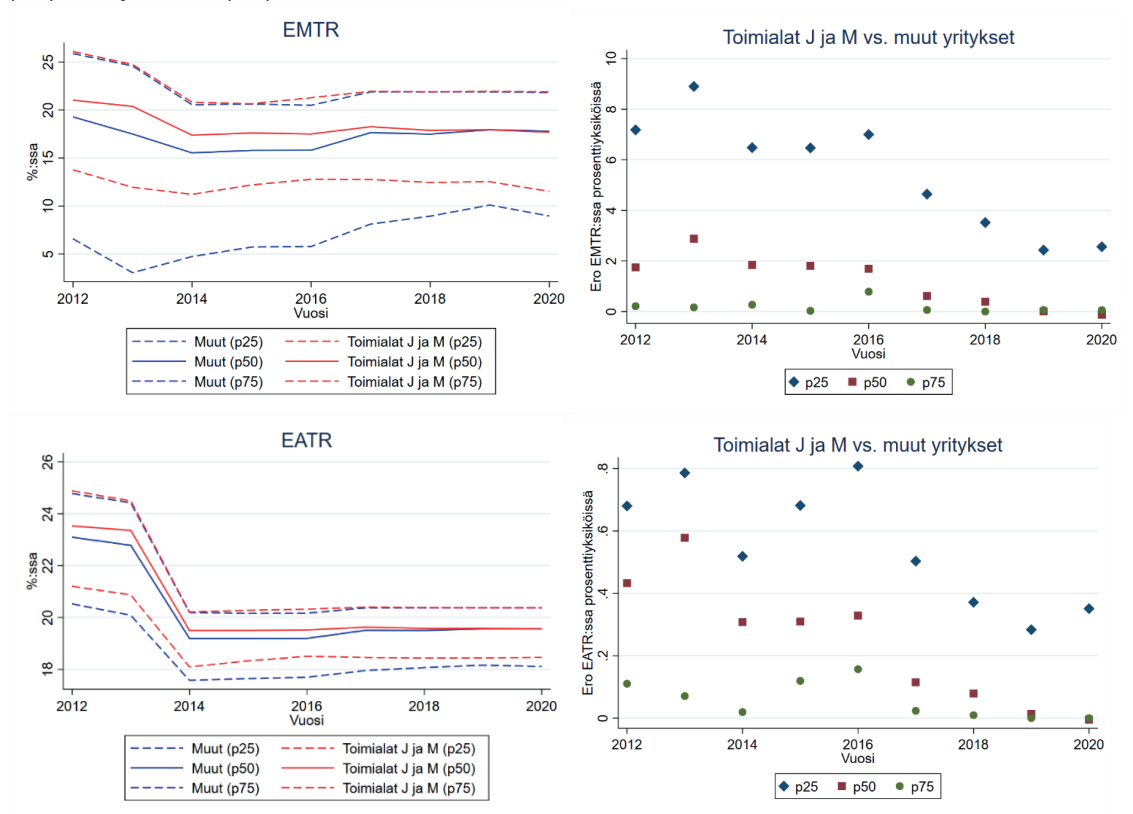 EMTR
25
20
15
10
5
%:ssa
2012 2014 2016 2018 2020
Vuosi
Muut (p25) Toimialat J ja M (p25)
Muut (p50) Toimialat J ja M (p50)
Muut (p75) Toimialat J ja M (p75)
Toimialat J ja M vs. muut yritykset
10
8
6
4
2
0
Ero EMTR:ssa prosenttiyksiköissä
2012 2014 2016 2018 2020
Vuosi
p25 p50 p75
EATR
26
24
22
20
18
%:ssa
2012 2014 2016 2018 2020
Vuosi
Muut (p25) Toimialat J ja M (p25)
Muut (p50) Toimialat J ja M (p50)
Muut (p75) Toimialat J ja M (p75)
Toimialat J ja M vs. muut yritykset
.8
.6
.4
.2
0
Ero EATR:ssa prosenttiyksiköissä
2012 2014 2016 2018 2020
Vuosi
p25 p50 p75